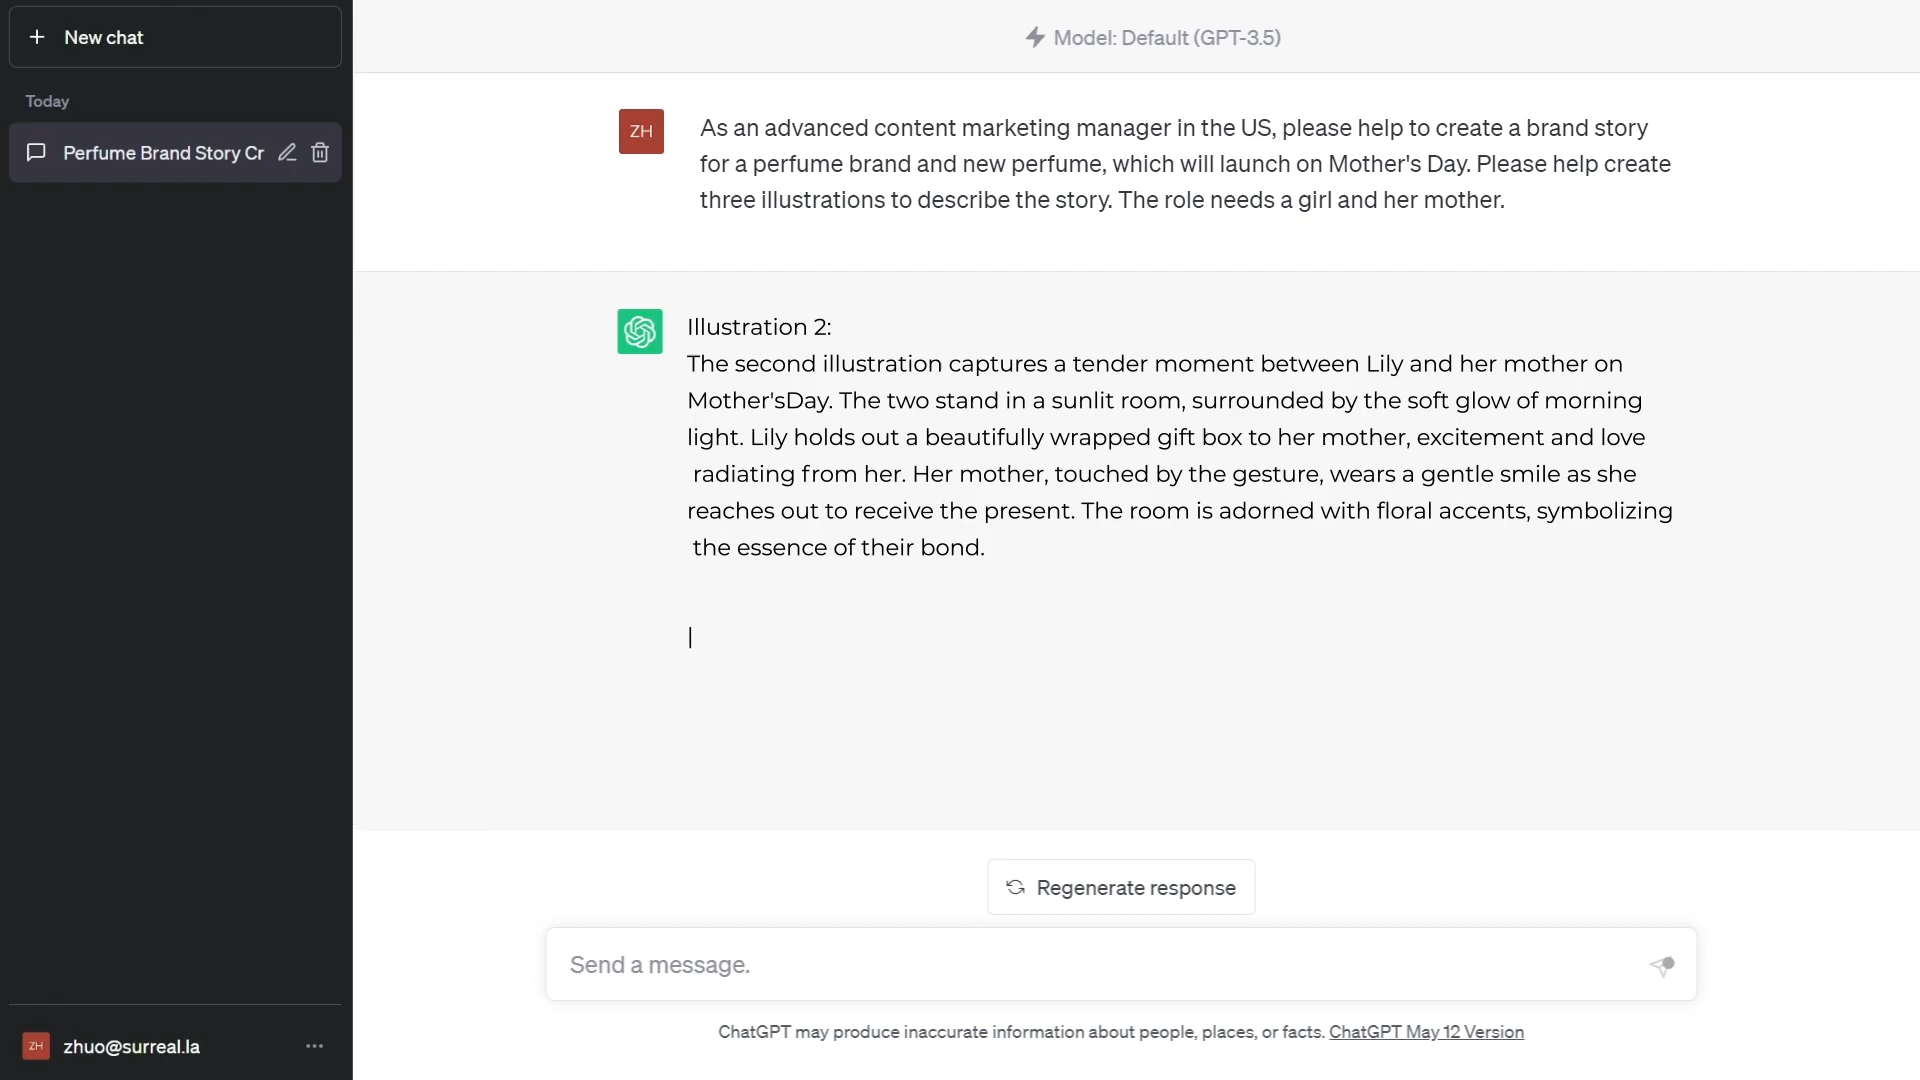 New chat
Model: Default (GPT-3.5)
Today
Perfume Brand Story Cr
ZH
As an advanced content marketing manager in the US, please help to create a brand story
for a perfume brand and new perfume, which will launch on Mother's Day. Please help create
three illustrations to describe the story. The role needs a girl and her mother.
Illustration 2:
The second illustration captures a tender moment between Lily and her mother on
Mother'sDay. The two stand in a sunlit room, surrounded by the soft glow of morning
light. Lily holds out a beautifully wrapped gift box to her mother, excitement and love
radiating from her. Her mother, touched by the gesture, wears a gentle smile as she
reaches out to receive the present. The room is adorned with floral accents, symbolizing
the essence of their bond.
Regenerate response
Send a message.
ChatGPT may produce inaccurate information about people, places, or facts. ChatGPT May 12 Version
ZH
zhuo@surreal.la